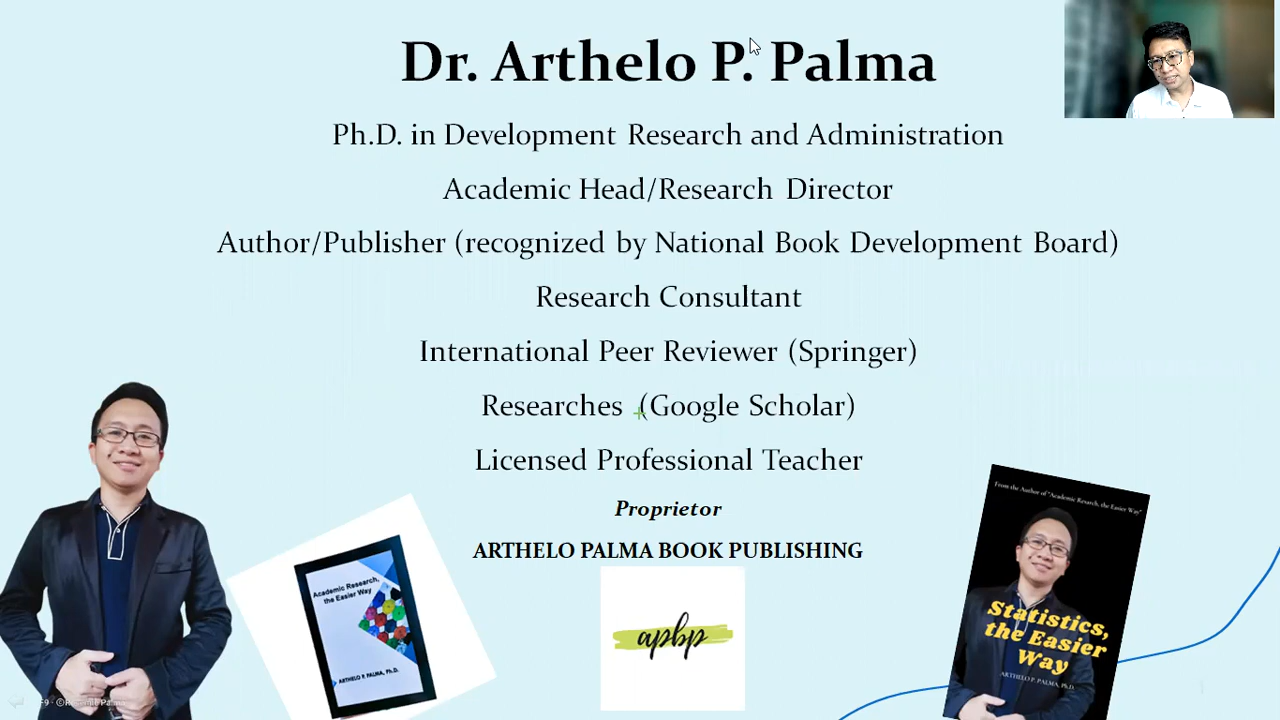 Dr. Arthelo P. Palma
Ph.D. in Development Research and Administration
Academic Head/Research Director
Author/Publisher (recognized by National Book Development Board)
Research Consultant
International Peer Reviewer (Springer)
Researches (Google Scholar)
Licensed Professional Teacher
Proprietor
ARTHELO PALMA BOOK PUBLISHING
Academic Research,
the Easier Way
ARTHELO P. PALMA, Ph.D.
apbp
From the Author of "Academic Research, the Easier Way"
Statistics,
the Easier
Way
ARTHELO P. PALMA, Ph.D.